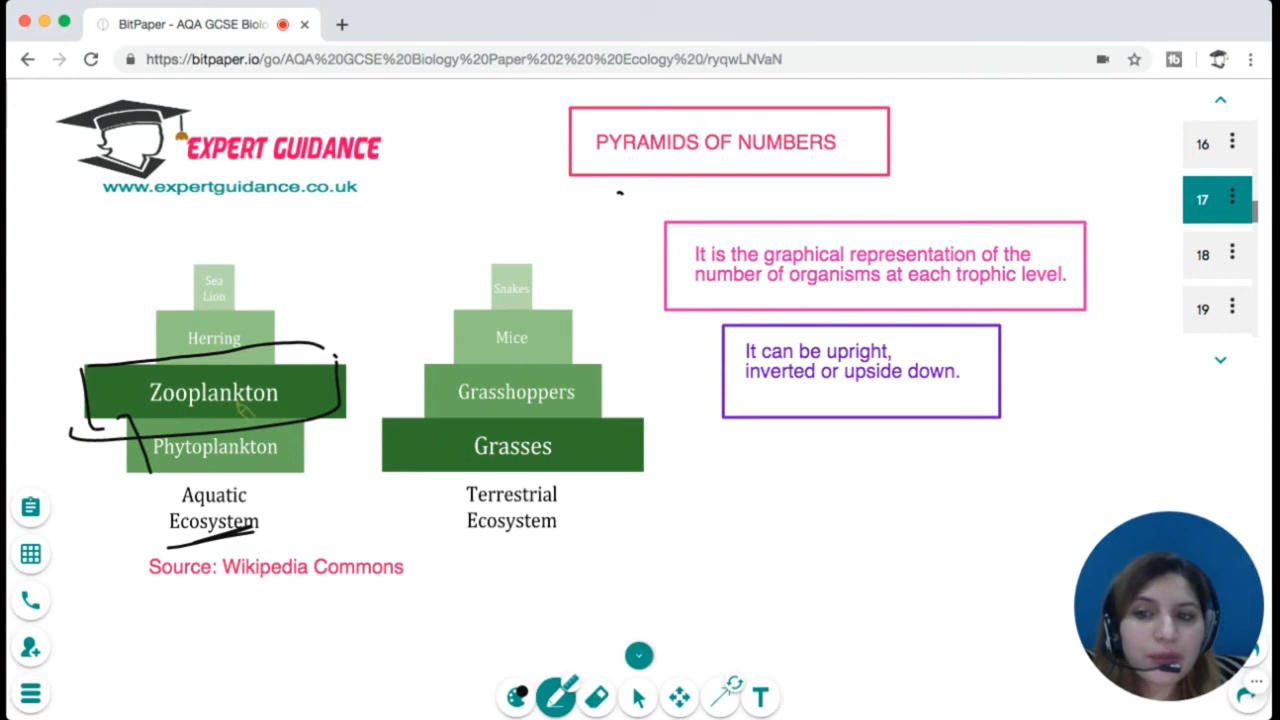 BitPaper - AQA GCSE Biolo
https://bitpaper.io/go/AQA%20GCSE%20Biology%20Paper%202%20%20Ecology%20/ryqwLNVaN
EXPERT GUIDANCE
www.expertguidance.co.uk
PYRAMIDS OF NUMBERS
It is the graphical representation of the
number of organisms at each trophic level.
It can be upright,
inverted or upside down.
Sea
Lion
Herring
Zooplankton
Phytoplankton
Aquatic
Ecosystem
Snakes
Mice
Grasshoppers
Grasses
Terrestrial
Ecosystem
Source: Wikipedia Commons
16
17
18
19
T